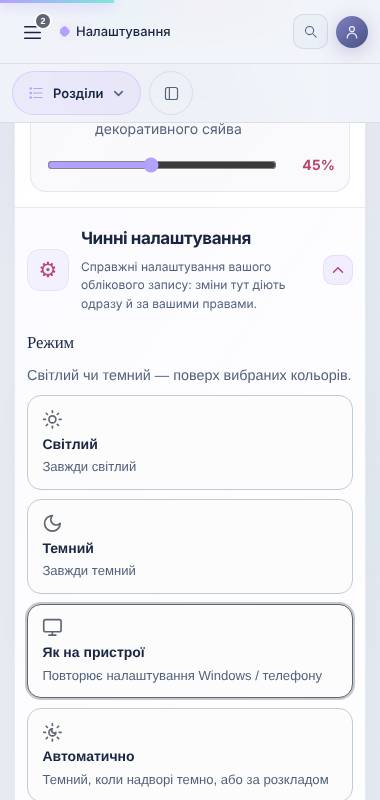 2
Налаштування
Розділи
декоративного сяйва
45%
Чинні налаштування
Справжні налаштування вашого
облікового запису: зміни тут діють
одразу й за вашими правами.
Режим
Світлий чи темний — поверх вибраних кольорів.
Світлий
Завжди світлий
Темний
Завжди темний
Як на пристрої
Повторює налаштування Windows / телефону
Автоматично
Темний, коли надворі темно, або за розкладом